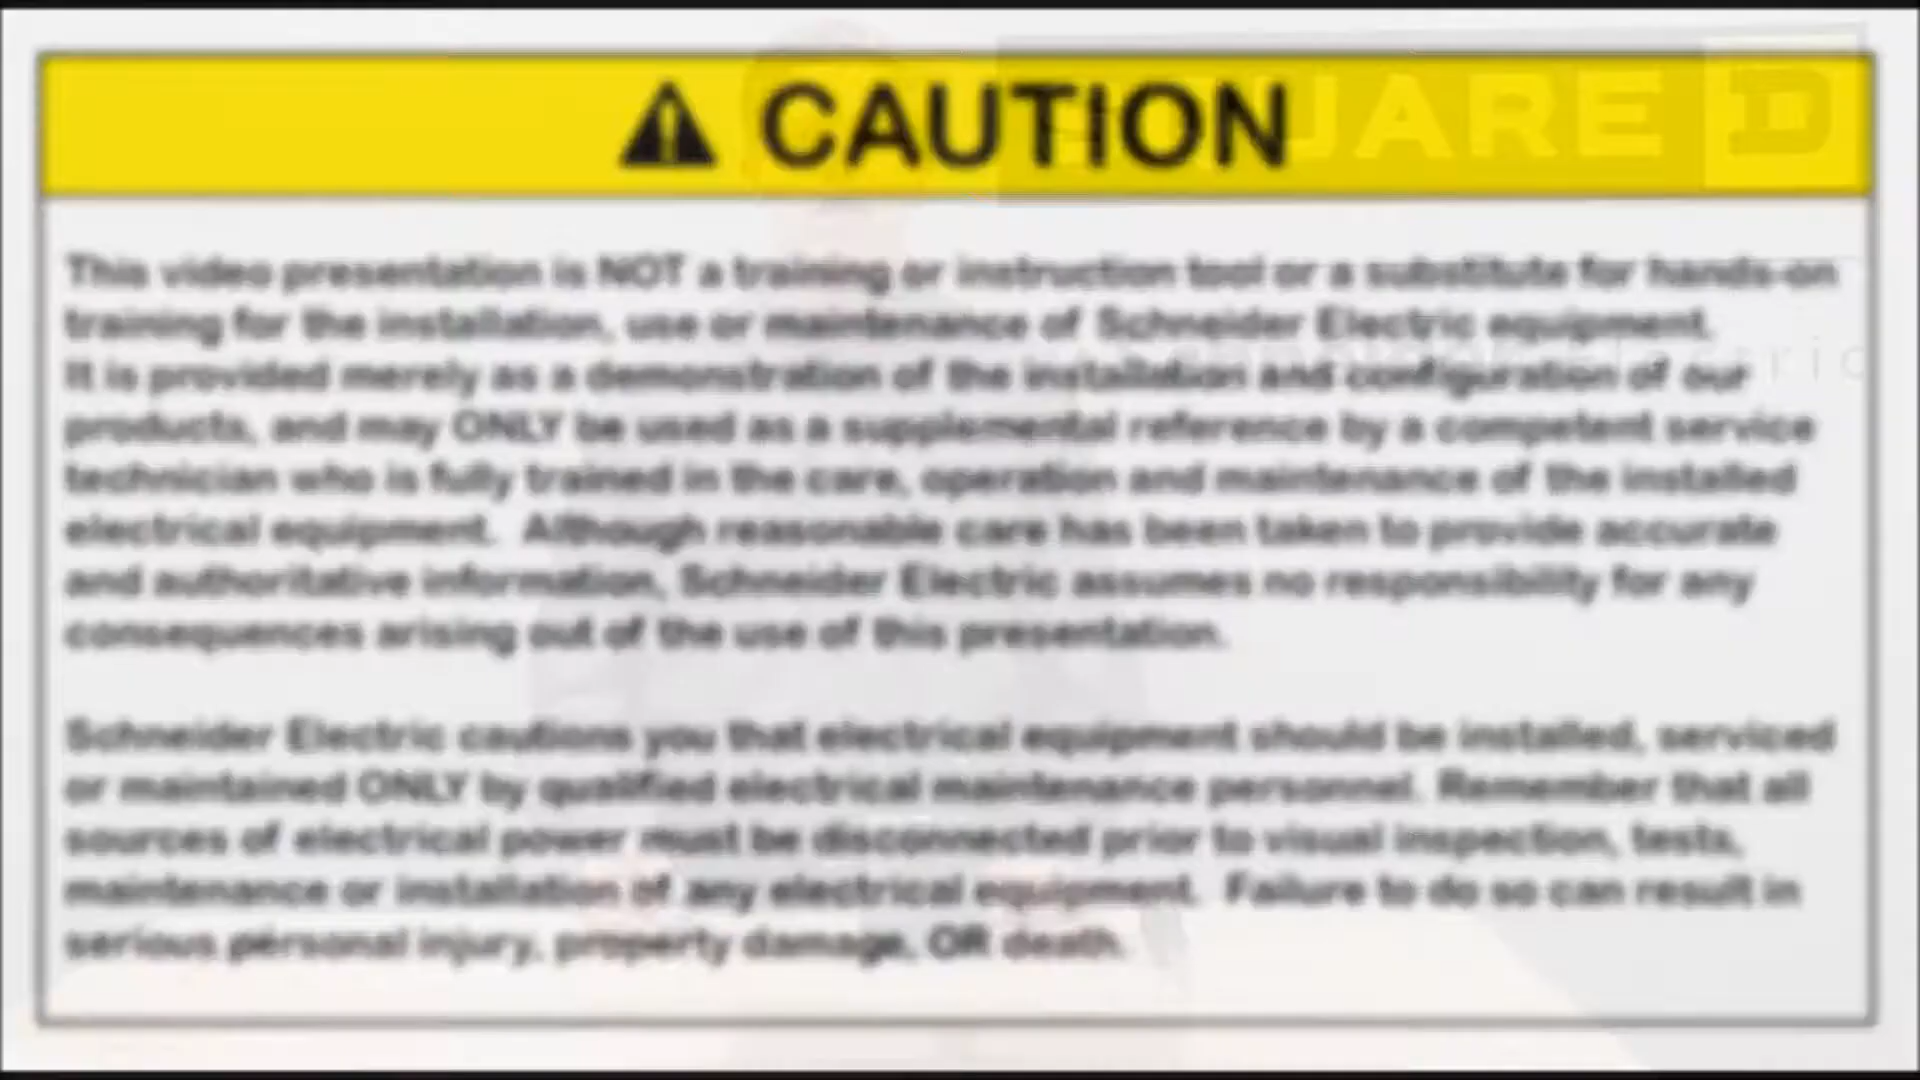 SQUARE D
CAUTION
This video presentation is NOT a training or instruction tool or a substitute for hands-on
training for the installation, use or maintenance of Schneider Electric equipment.
It is provided merely as a demonstration of the installation and configuration of our
products, and may ONLY be used as a supplemental reference by a competent service
technician who is fully trained in the care, operation and maintenance of the installed
electrical equipment. Although reasonable care has been taken to provide accurate
and authoritative information, Schneider Electric assumes no responsibility for any
consequences arising out of the use of this presentation.
Schneider Electric cautions you that electrical equipment should be installed, serviced
or maintained ONLY by qualified electrical maintenance personnel. Remember that all
sources of electrical power must be disconnected prior to visual inspection, tests,
maintenance or installation of any electrical equipment. Failure to do so can result in
serious personal injury, property damage, OR death.